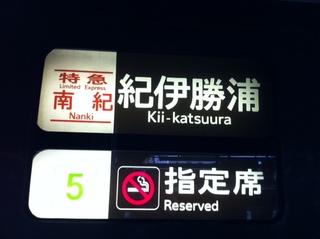 特急
Limited Express
南紀
Nanki
紀伊勝浦
Kii-katsuura
5
指定席
Reserved